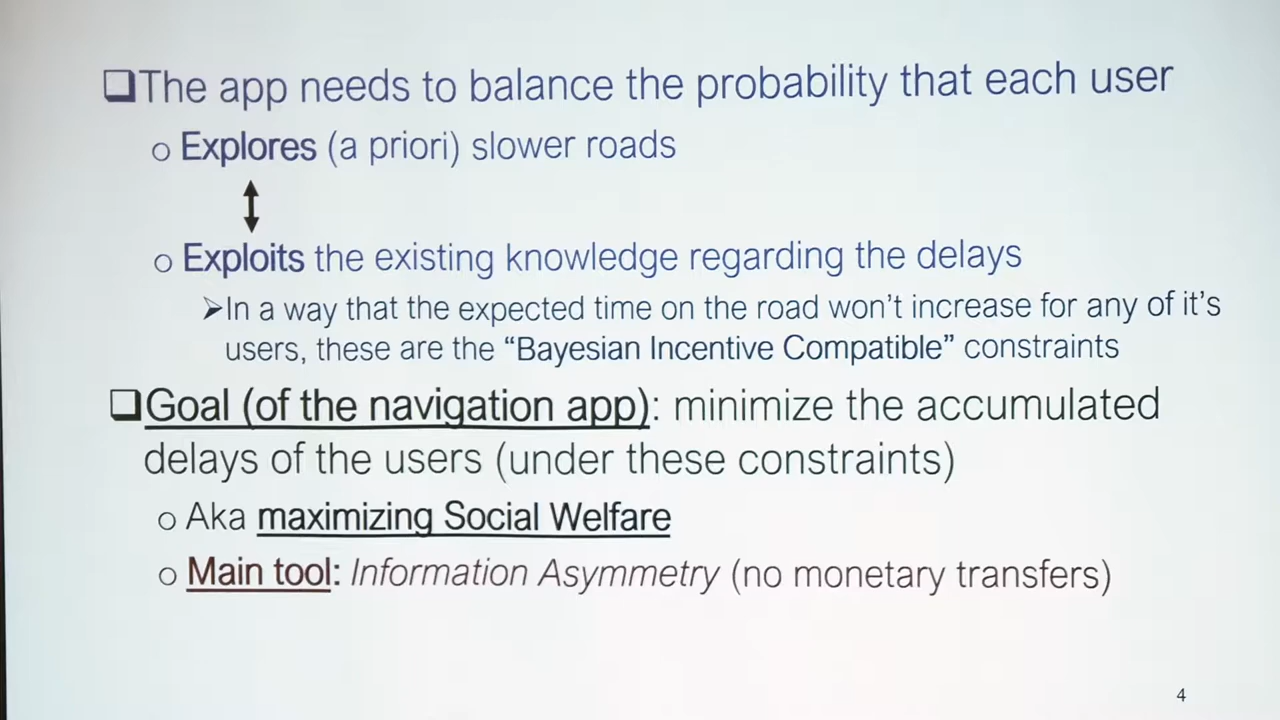 ❑The app needs to balance the probability that each user
o Explores (a priori) slower roads
o Exploits the existing knowledge regarding the delays
➢In a way that the expected time on the road won't increase for any of it's
users, these are the “Bayesian Incentive Compatible” constraints
❑Goal (of the navigation app): minimize the accumulated
delays of the users (under these constraints)
o Aka maximizing Social Welfare
o Main tool: Information Asymmetry (no monetary transfers)
4